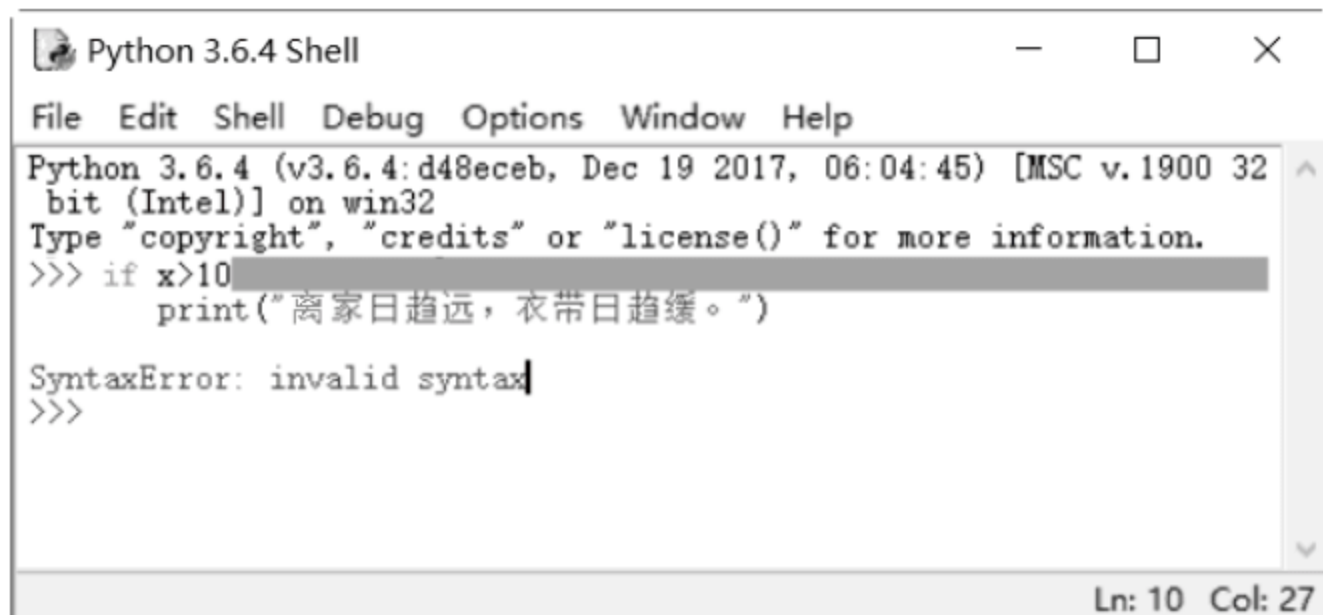 Python 3.6.4 Shell
File Edit Shell Debug Options Window Help
Python 3.6.4 (v3.6.4:d48eceb, Dec 19 2017, 06:04:45) [MSC v.1900 32
bit (Intel)] on win32
Type "copyright", "credits" or "license()" for more information.
>>> if x>10
print("离家日趋远，衣带日趋缓。")
SyntaxError: invalid syntax
>>>
Ln: 10 Col: 27